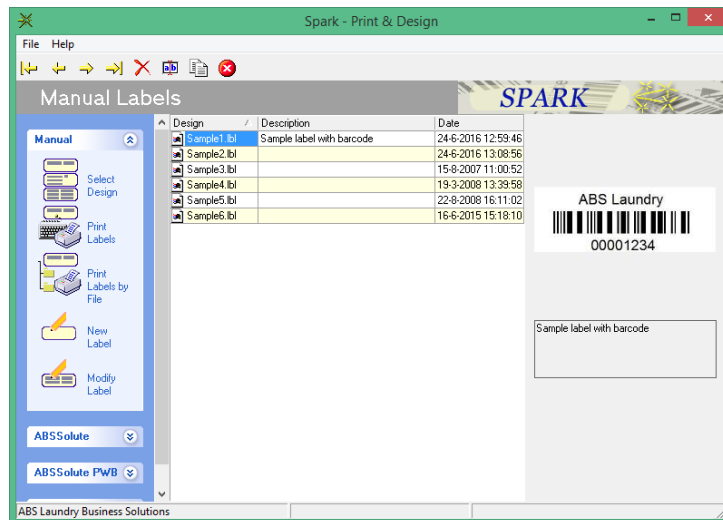 Spark - Print & Design
File Help
Manual Labels
SPARK
Manual
Select
Design
Print
Labels
Print
Labels by
File
New
Label
Modify
Label
ABSSolute
ABSSolute PWB
Design / Description Date
Sample1.lbl Sample label with barcode 24-6-2016 12:59:46
Sample2.lbl 24-6-2016 13:08:56
Sample3.lbl 15-8-2007 11:00:52
Sample4.lbl 19-3-2008 13:39:58
Sample5.lbl 22-8-2008 16:11:02
Sample6.lbl 16-6-2015 15:18:10
ABS Laundry
00001234
Sample label with barcode
ABS Laundry Business Solutions